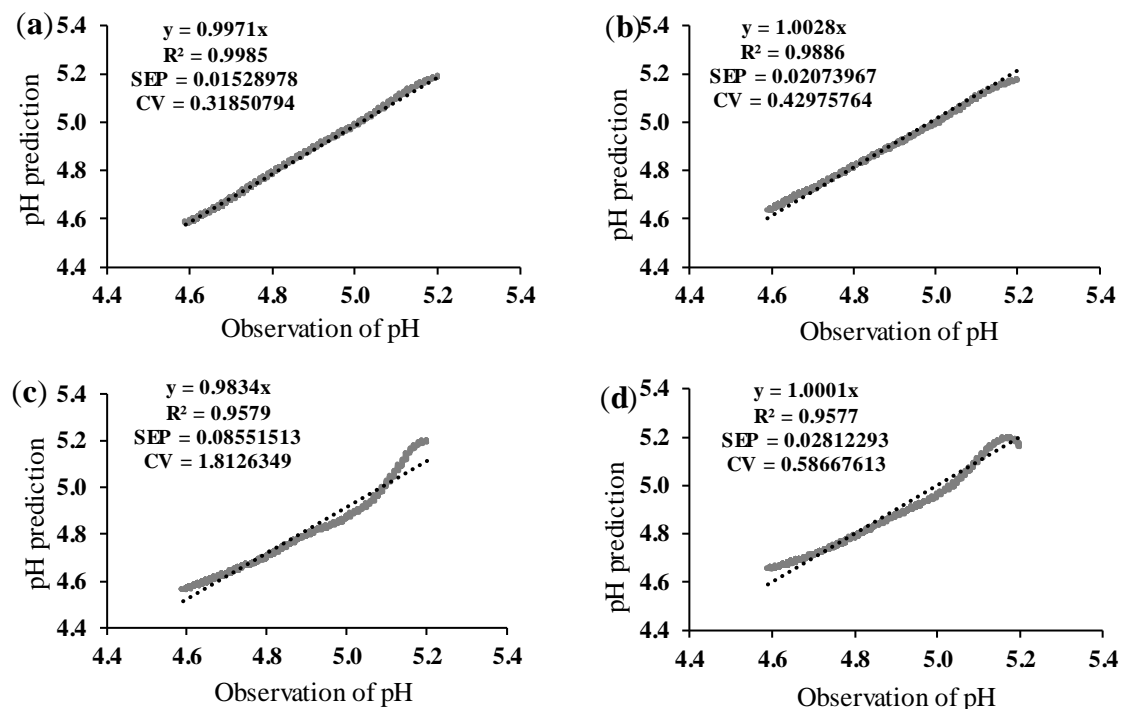 (a)
y = 0.9971x
R² = 0.9985
SEP = 0.01528978
CV = 0.31850794
pH prediction
5.4
5.2
5.0
4.8
4.6
4.4
4.4 4.6 4.8 5.0 5.2 5.4
Observation of pH
(b)
y = 1.0028x
R² = 0.9886
SEP = 0.02073967
CV = 0.42975764
pH prediction
5.4
5.2
5.0
4.8
4.6
4.4
4.4 4.6 4.8 5.0 5.2 5.4
Observation of pH
(c)
y = 0.9834x
R² = 0.9579
SEP = 0.08551513
CV = 1.8126349
pH prediction
5.4
5.2
5.0
4.8
4.6
4.4
4.4 4.6 4.8 5.0 5.2 5.4
Observation of pH
(d)
y = 1.0001x
R² = 0.9577
SEP = 0.02812293
CV = 0.58667613
pH prediction
5.4
5.2
5.0
4.8
4.6
4.4
4.4 4.6 4.8 5.0 5.2 5.4
Observation of pH